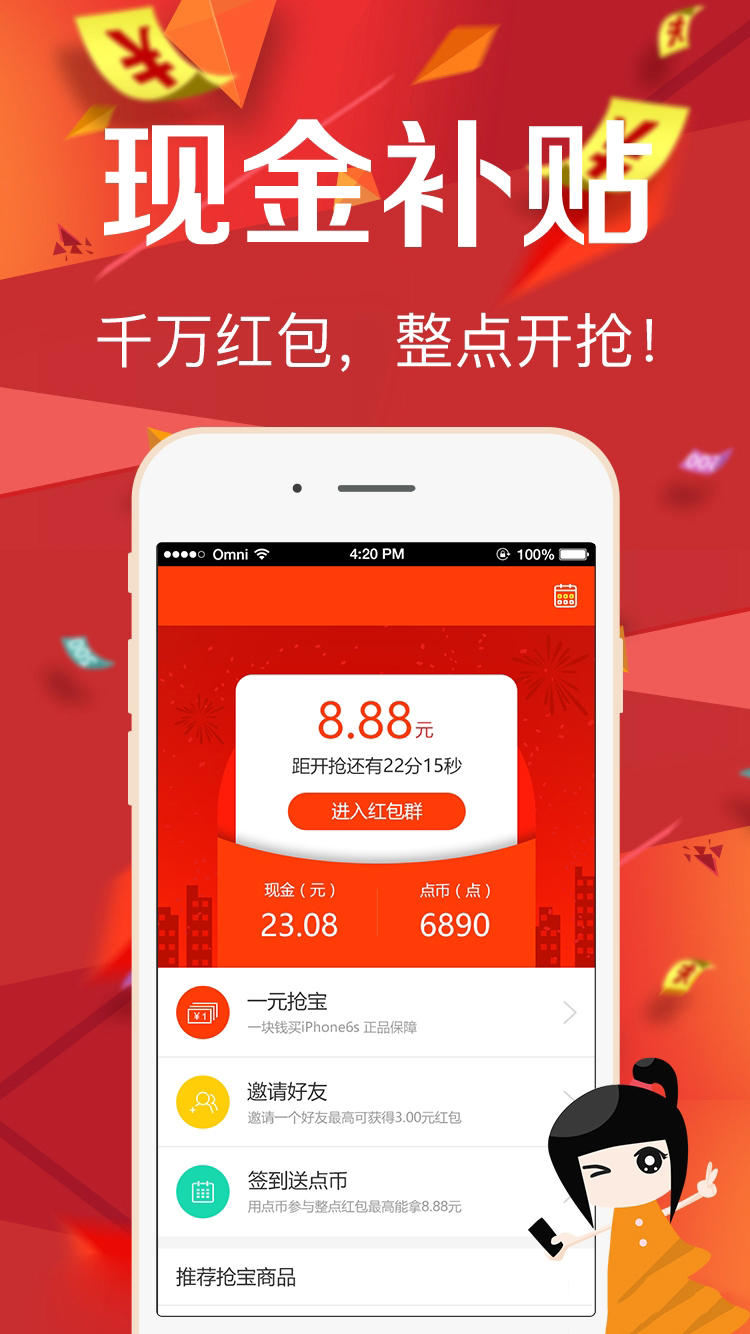 现金补贴
千万红包，整点开抢！
Omni 4:20 PM 100%
8.88元
距开抢还有22分15秒
进入红包群
现金（元） 点币（点）
23.08 6890
¥1
一元抢宝
一块钱买iPhone6s 正品保障
邀请好友
邀请一个好友最高可获得3.00元红包
签到送点币
用点币参与整点红包最高能拿8.88元
推荐抢宝商品